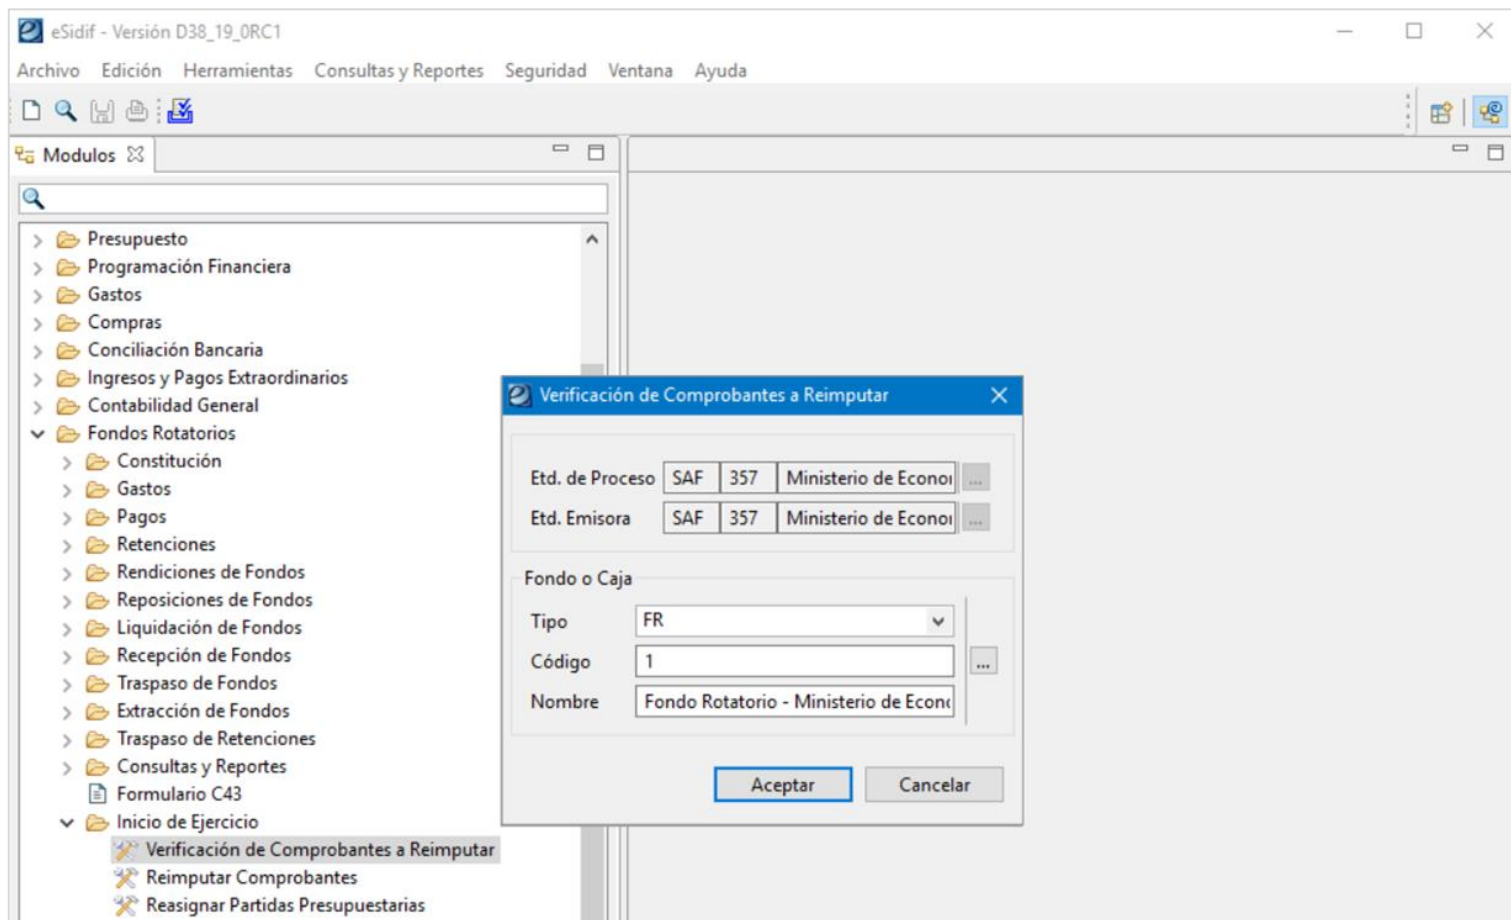 eSidif - Versión D38_19_0RC1
Archivo Edición Herramientas Consultas y Reportes Seguridad Ventana Ayuda
Modulos
Presupuesto
Programación Financiera
Gastos
Compras
Conciliación Bancaria
Ingresos y Pagos Extraordinarios
Contabilidad General
Fondos Rotatorios
Constitución
Gastos
Pagos
Retenciones
Rendiciones de Fondos
Reposiciones de Fondos
Liquidación de Fondos
Recepción de Fondos
Traspaso de Fondos
Extracción de Fondos
Traspaso de Retenciones
Consultas y Reportes
Formulario C43
Inicio de Ejercicio
Verificación de Comprobantes a Reimputar
Reimputar Comprobantes
Reasignar Partidas Presupuestarias
Verificación de Comprobantes a Reimputar
Etd. de Proceso SAF 357 Ministerio de Econo ...
Etd. Emisora SAF 357 Ministerio de Econo ...
Fondo o Caja
Tipo FR
Código 1 ...
Nombre Fondo Rotatorio - Ministerio de Econo
Aceptar Cancelar